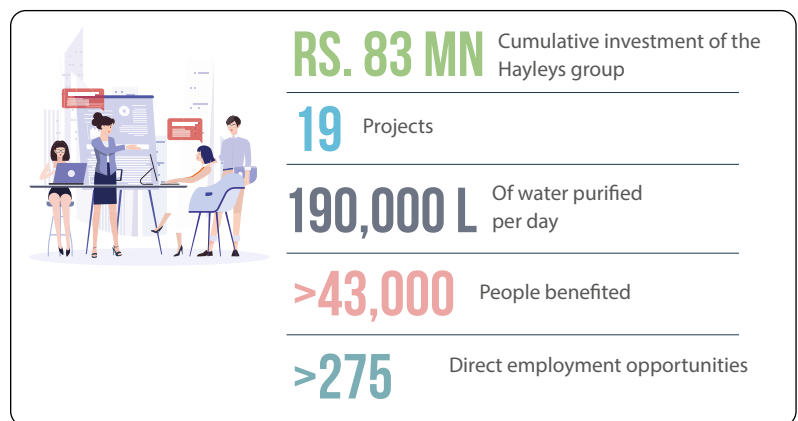 RS. 83 MN Cumulative investment of the
Hayleys group
19 Projects
190,000 L Of water purified
per day
>43,000 People benefited
>275 Direct employment opportunities